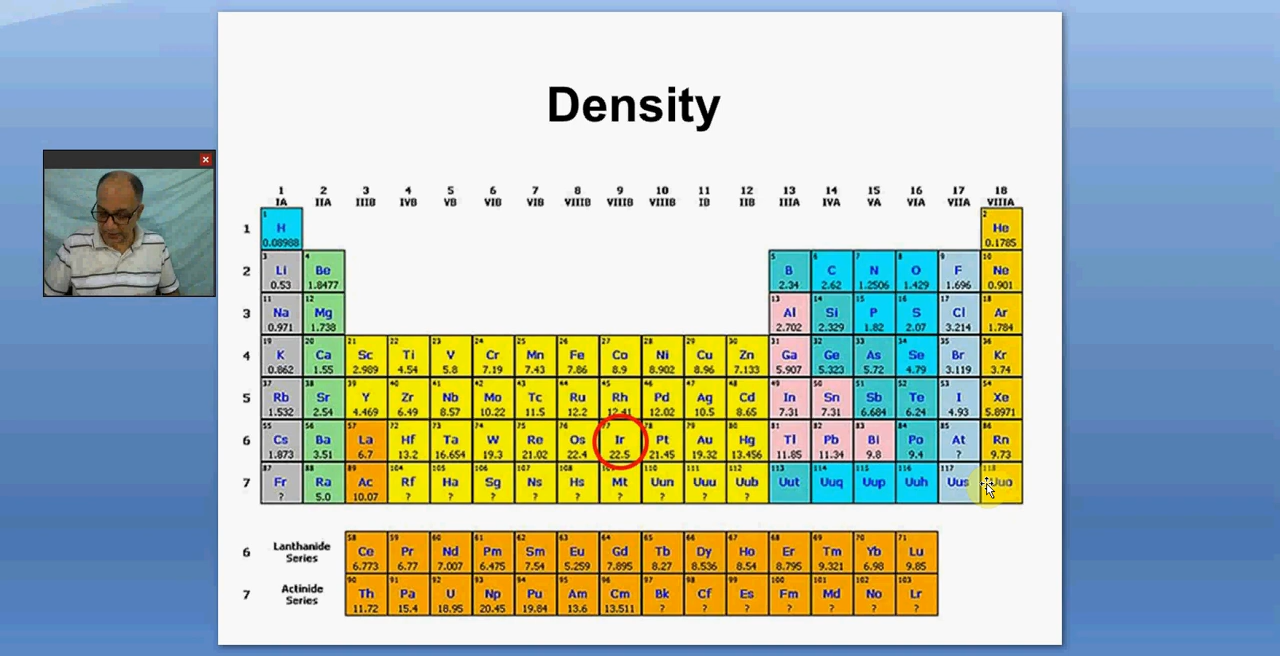 Density
1 2 3 4 5 6 7 8 9 10 11 12 13 14 15 16 17 18
IA IIA IIIB IVB VB VIB VIIB VIIIB VIIIB VIIIB IB IIB IIIA IVA VA VIA VIIA VIIIA
1 2
1 H He
0.08988 0.1785
3 4 5 6 7 8 9 10
2 Li Be B C N O F Ne
0.53 1.8477 2.34 2.62 1.2506 1.429 1.696 0.901
11 12 13 14 15 16 17 18
3 Na Mg Al Si P S Cl Ar
0.971 1.738 2.702 2.329 1.82 2.07 3.214 1.784
19 20 21 22 23 24 25 26 27 28 29 30 31 32 33 34 35 36
4 K Ca Sc Ti V Cr Mn Fe Co Ni Cu Zn Ga Ge As Se Br Kr
0.862 1.55 2.989 4.54 5.8 7.19 7.43 7.86 8.9 8.902 8.96 7.133 5.907 5.323 5.72 4.79 3.119 3.74
37 38 39 40 41 42 43 44 45 46 47 48 49 50 51 52 53 54
5 Rb Sr Y Zr Nb Mo Tc Ru Rh Pd Ag Cd In Sn Sb Te I Xe
1.532 2.54 4.469 6.49 8.57 10.22 11.5 12.2 12.41 12.02 10.5 8.65 7.31 7.31 6.684 6.24 4.93 5.8971
55 56 57 72 73 74 75 76 77 78 79 80 81 82 83 84 85 86
6 Cs Ba La Hf Ta W Re Os Ir Pt Au Hg Tl Pb Bi Po At Rn
1.873 3.51 6.7 13.2 16.654 19.3 21.02 22.4 22.5 21.45 19.32 13.456 11.85 11.34 9.8 9.4 ? 9.73
87 88 89 104 105 106 107 108 109 110 111 112 113 114 115 116 117 118
7 Fr Ra Ac Rf Ha Sg Ns Hs Mt Uun Uuu Uub Uut Uuq Uup Uuh Uus Uuo
? 5.0 10.07 ? ? ? ? ? ? ? ? ?
58 59 60 61 62 63 64 65 66 67 68 69 70 71
6 Lanthanide Series Ce Pr Nd Pm Sm Eu Gd Tb Dy Ho Er Tm Yb Lu
6.773 6.77 7.007 6.475 7.54 5.259 7.895 8.27 8.536 8.54 8.795 9.321 6.98 9.85
90 91 92 93 94 95 96 97 98 99 100 101 102 103
7 Actinide Series Th Pa U Np Pu Am Cm Bk Cf Es Fm Md No Lr
11.72 15.4 18.95 20.45 19.84 13.6 13.511 ? ? ? ? ? ? ?